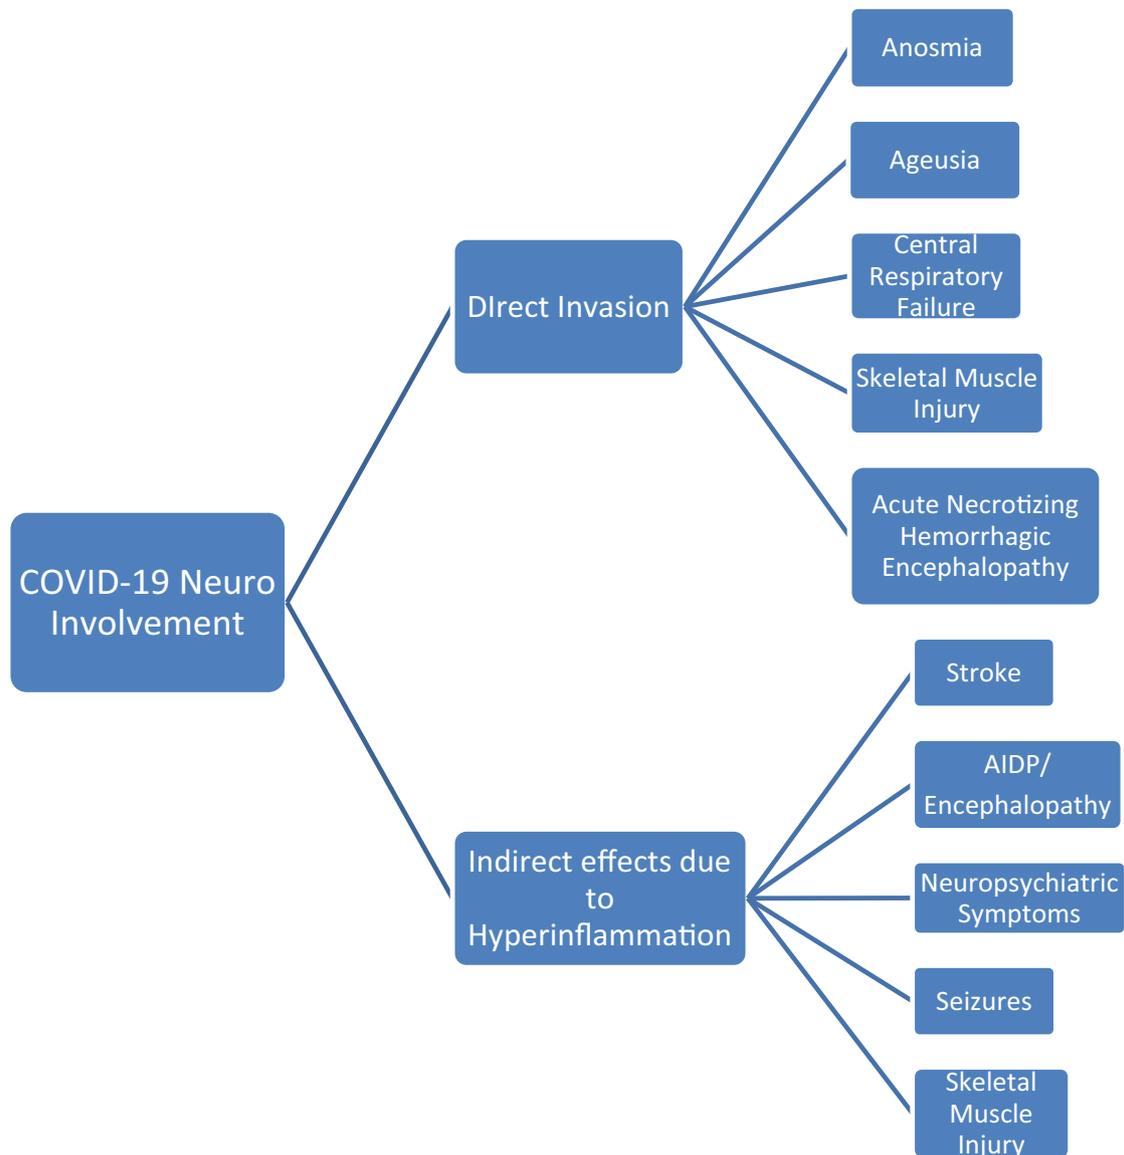 Anosmia
Ageusia
Central
Respiratory
Failure
DIrect Invasion
Skeletal Muscle
Injury
Acute Necrotizing
Hemorrhagic
Encephalopathy
COVID-19 Neuro
Involvement
Stroke
AIDP/
Encephalopathy
Indirect effects due
to
Hyperinflammation
Neuropsychiatric
Symptoms
Seizures
Skeletal
Muscle
Injury